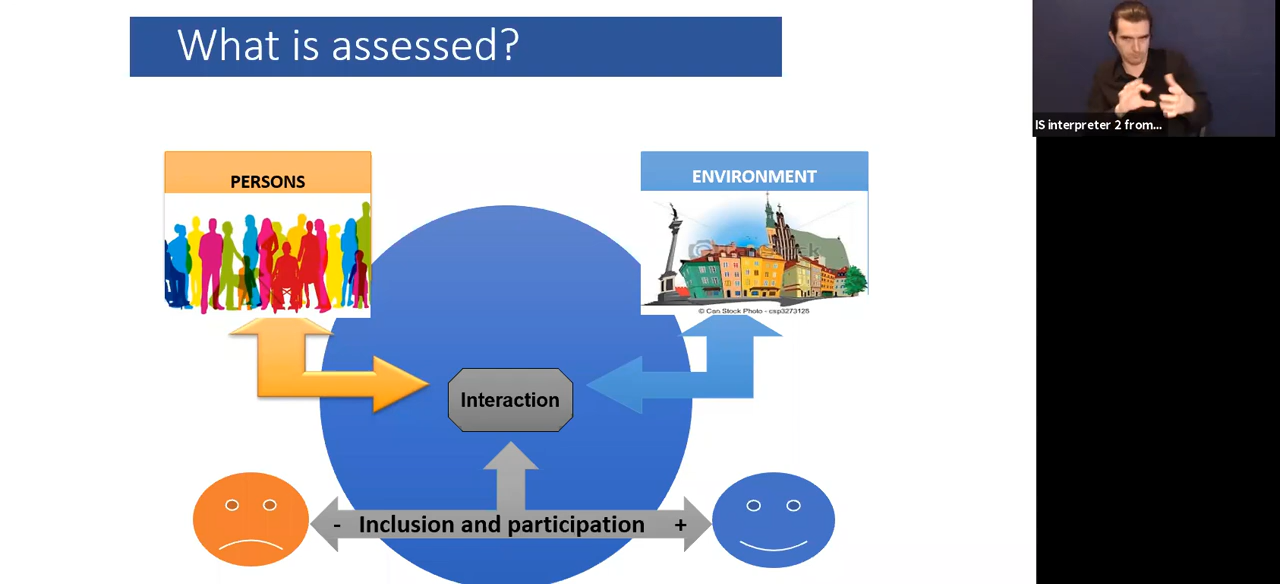 What is assessed?
IS interpreter 2 from...
PERSONS
ENVIRONMENT
© Can Stock Photo - csp3273125
Interaction
- Inclusion and participation +